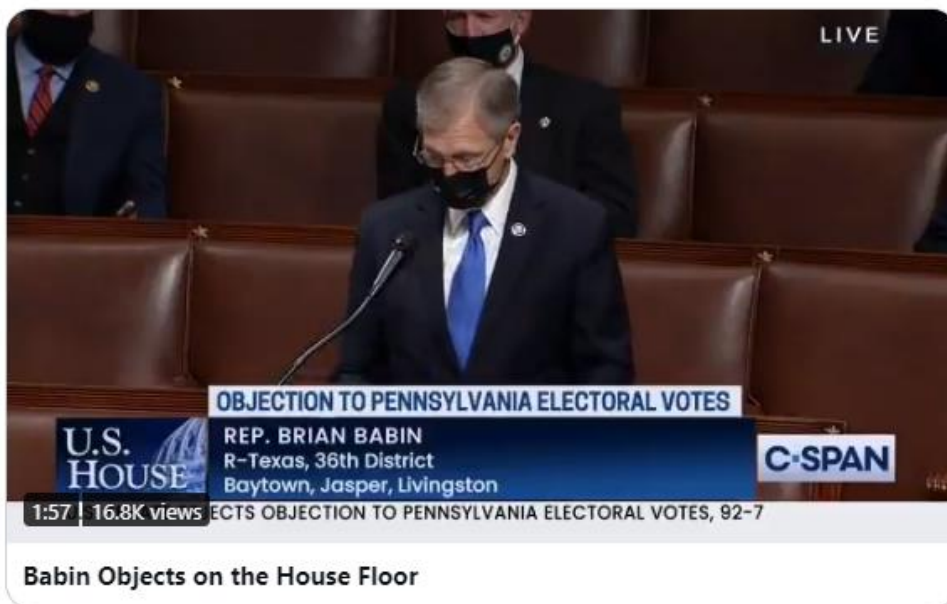 LIVE
OBJECTION TO PENNSYLVANIA ELECTORAL VOTES
U.S.
HOUSE
REP. BRIAN BABIN
R-Texas, 36th District
Baytown, Jasper, Livingston
C-SPAN
1:57 16.8K views
ECTS OBJECTION TO PENNSYLVANIA ELECTORAL VOTES, 92-7
Babin Objects on the House Floor